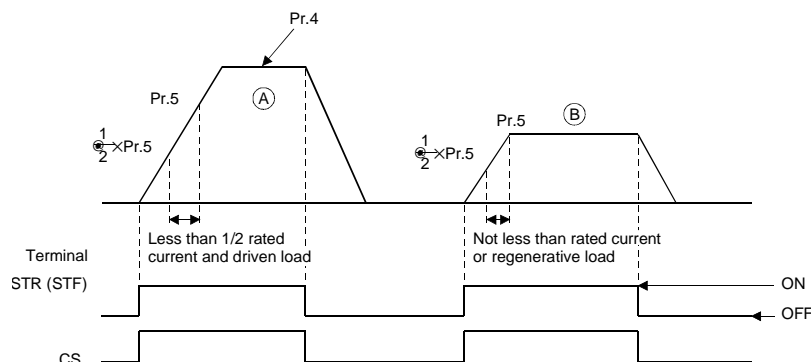 Pr.4
Pr.5
A
1
2
×Pr.5
Pr.5
B
1
2
×Pr.5
Less than 1/2 rated
current and driven load
Not less than rated current
or regenerative load
Terminal
STR (STF)
ON
OFF
CS